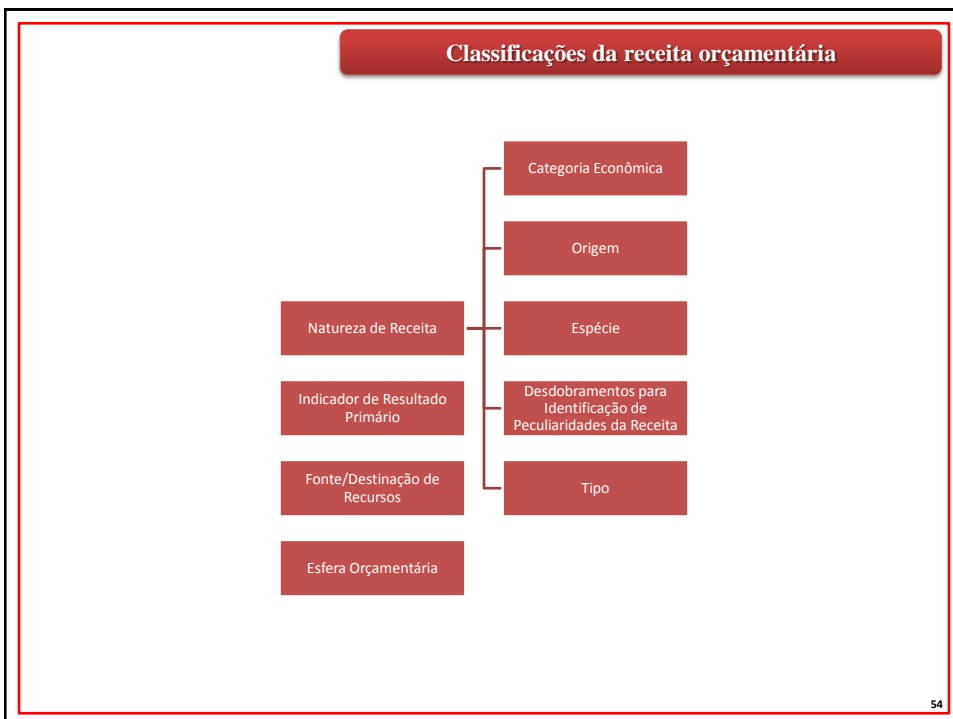 Classificações da receita orçamentária
Natureza de Receita
Indicador de Resultado
Primário
Fonte/Destinação de
Recursos
Esfera Orçamentária
Categoria Econômica
Origem
Espécie
Desdobramentos para
Identificação de
Peculiaridades da Receita
Tipo
54